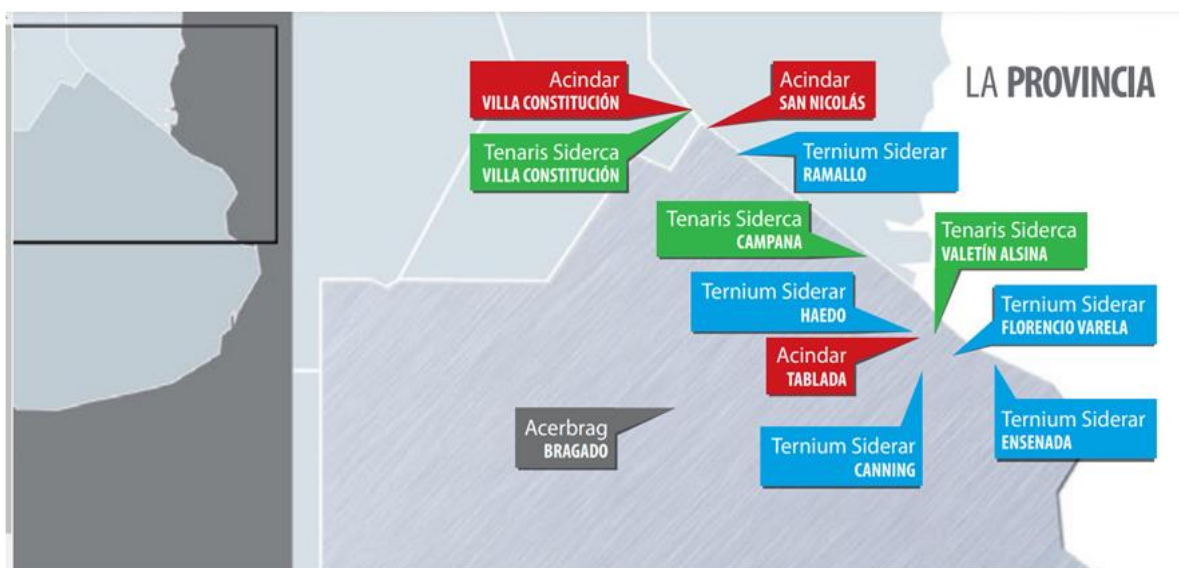 LA PROVINCIA
Acindar
VILLA CONSTITUCIÓN
Acindar
SAN NICOLÁS
Tenaris Siderca
VILLA CONSTITUCIÓN
Ternium Siderar
RAMALLO
Tenaris Siderca
CAMPANA
Tenaris Siderca
VALETÍN ALSINA
Ternium Siderar
HAEDO
Ternium Siderar
FLORENCIO VARELA
Acindar
TABLADA
Acerbrag
BRAGADO
Ternium Siderar
CANNING
Ternium Siderar
ENSENADA